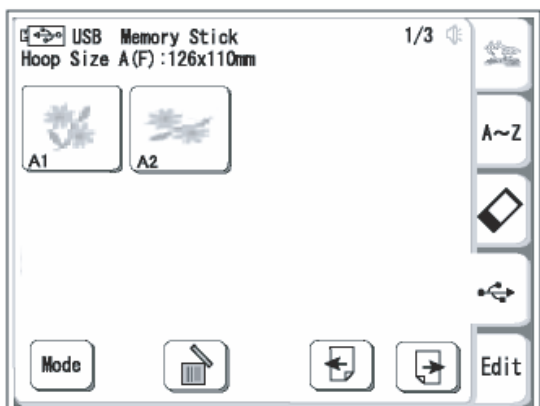 USB Memory Stick 1/3
Hoop Size A(F):126x110mm
A1 A2
A~Z
Mode Edit